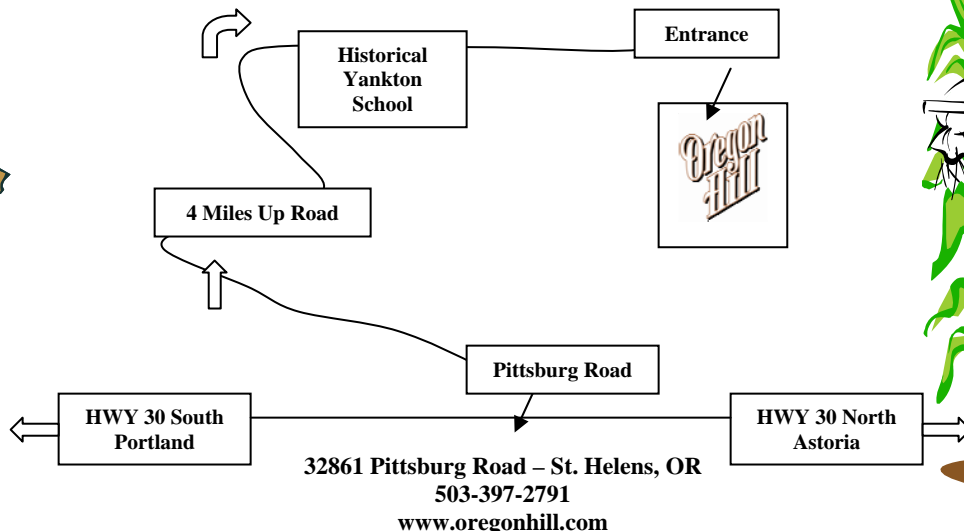 Entrance
Historical
Yankton
School
Oregon
Hill
4 Miles Up Road
Pittsburg Road
HWY 30 South
Portland
HWY 30 North
Astoria
32861 Pittsburg Road – St. Helens, OR
503-397-2791
www.oregonhill.com